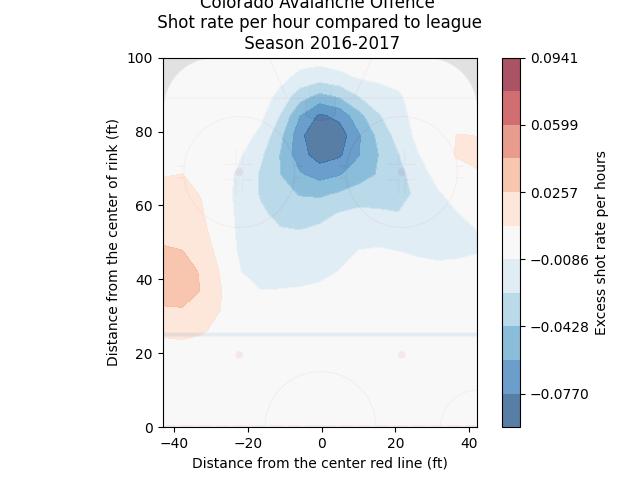 Colorado Avalanche Offence
Shot rate per hour compared to league
Season 2016-2017
100
80
60
40
20
0
Distance from the center of rink (ft)
−40
−20
0
20
40
Distance from the center red line (ft)
0.0941
0.0599
0.0257
−0.0086
−0.0428
−0.0770
Excess shot rate per hours